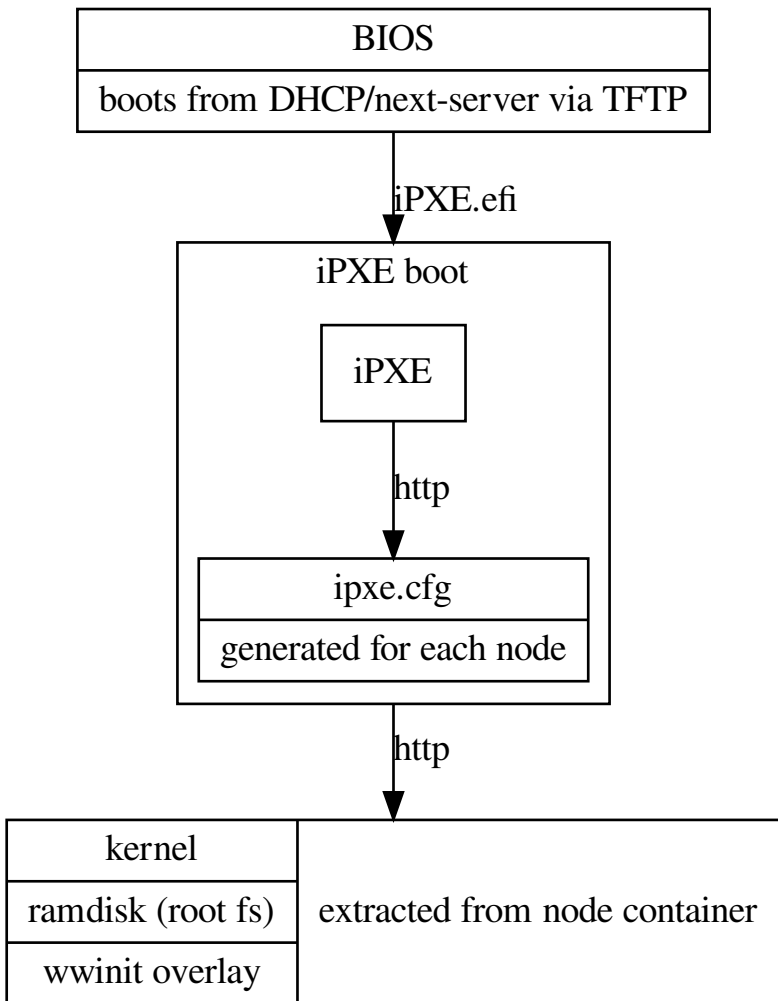 BIOS
boots from DHCP/next-server via TFTP
iPXE.efi
iPXE boot
iPXE
http
ipxe.cfg
generated for each node
http
kernel
ramdisk (root fs)
wwinit overlay
extracted from node container